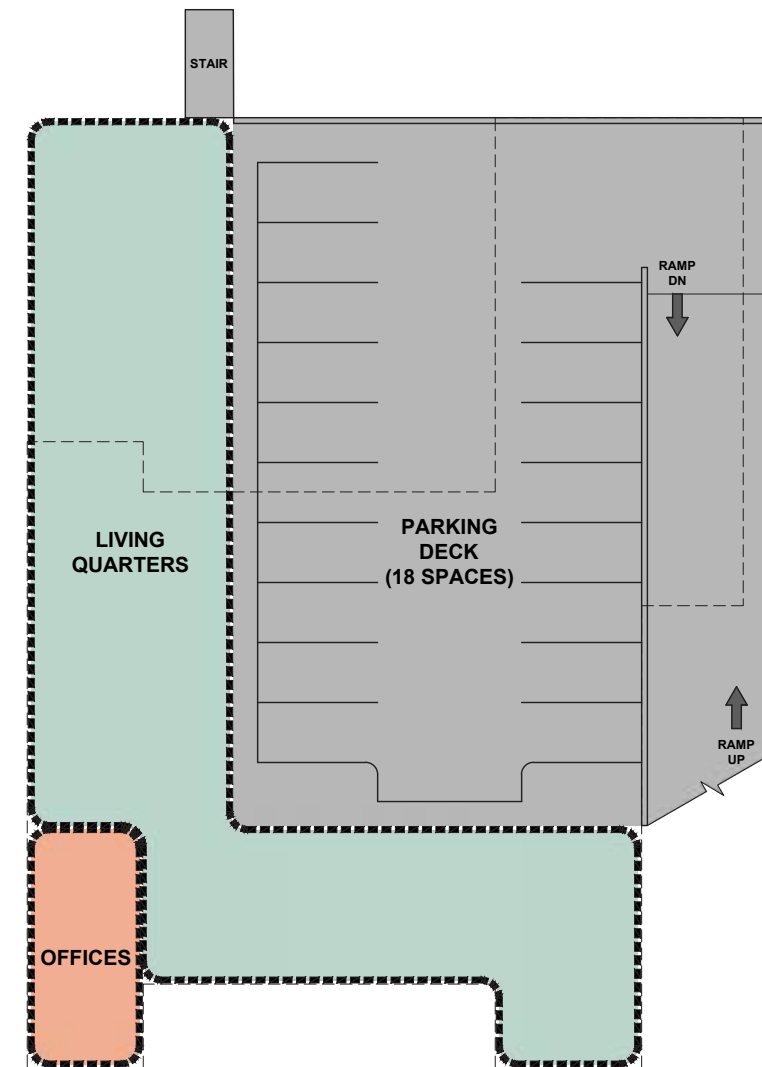 STAIR
RAMP
DN
LIVING
QUARTERS
PARKING
DECK
(18 SPACES)
RAMP
UP
OFFICES